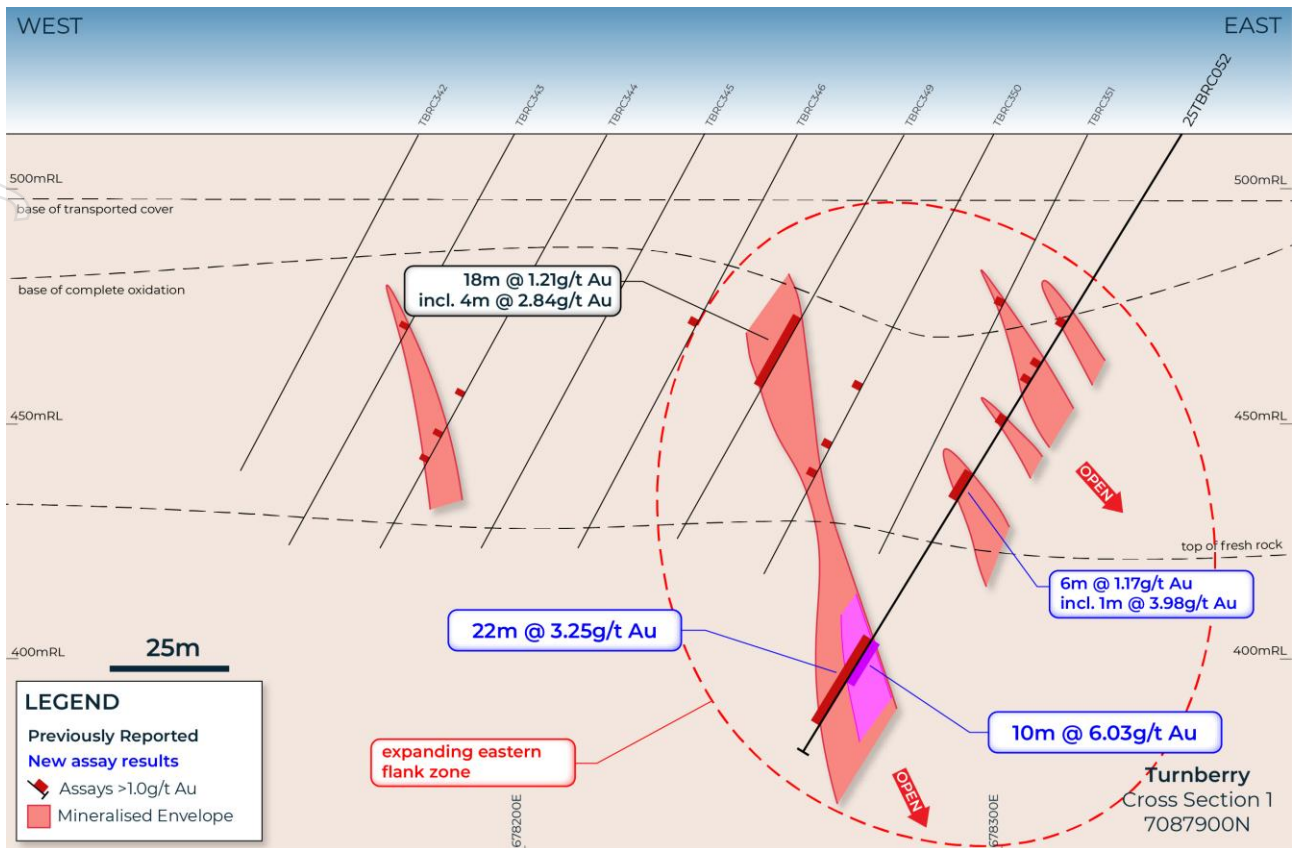 WEST
EAST
TBRC342
TBRC343
TBRC344
TBRC345
TBRC346
TBRC349
TBRC350
TBRC351
25TBRC052
500mRL
500mRL
base of transported cover
base of complete oxidation
18m @ 1.21g/t Au
incl. 4m @ 2.84g/t Au
450mRL
450mRL
OPEN
top of fresh rock
6m @ 1.17g/t Au
incl. 1m @ 3.98g/t Au
22m @ 3.25g/t Au
400mRL
400mRL
25m
10m @ 6.03g/t Au
LEGEND
Previously Reported
New assay results
Assays >1.0g/t Au
Mineralised Envelope
expanding eastern
flank zone
OPEN
678200E
678300E
Turnberry
Cross Section 1
7087900N